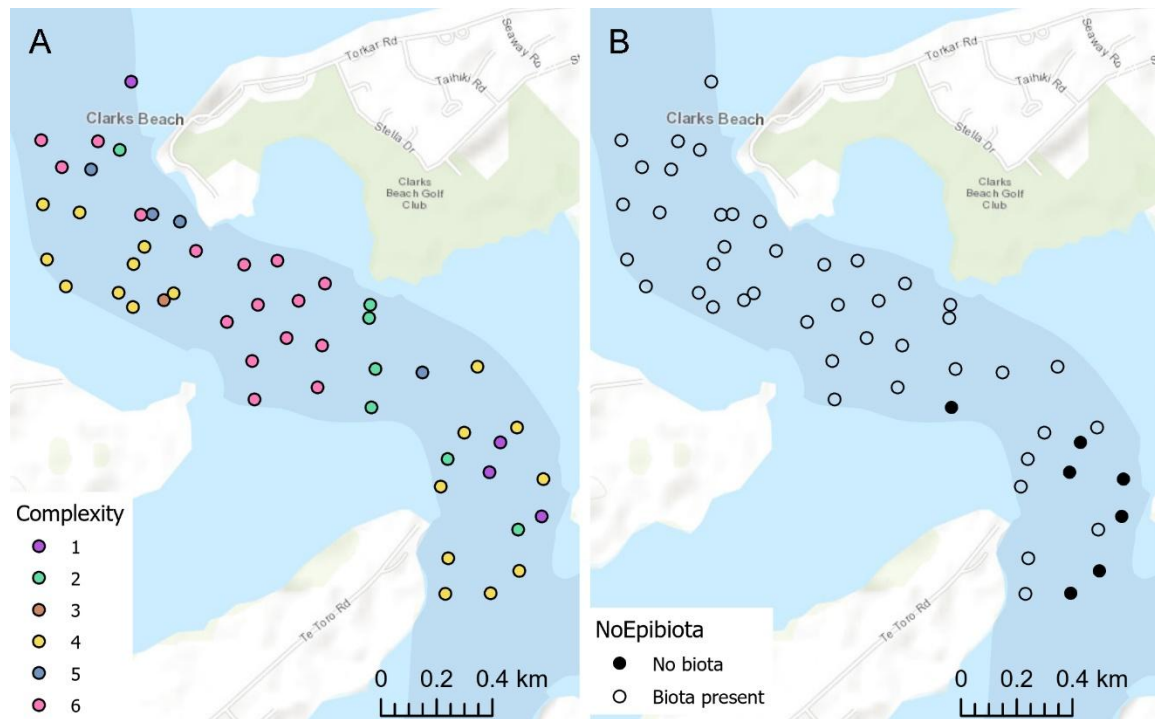 A
Torkar Rd
Seaway Rd
S
Taihiki Rd
Clarks Beach
Stella Dr
Clarks
Beach Golf
Club
Complexity
1
2
3
4
5
6
Te Toro Rd
0 0.2 0.4 km
B
Torkar Rd
Seaway Rd
S
Taihiki Rd
Clarks Beach
Stella Dr
Clarks
Beach Golf
Club
NoEpibiota
No biota
Biota present
Te Toro Rd
0 0.2 0.4 km